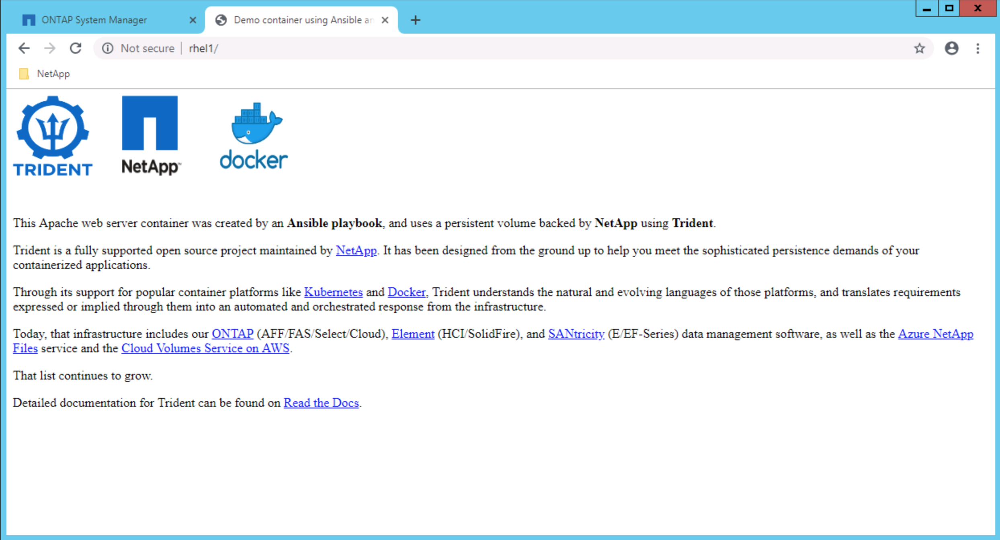 ONTAP System Manager
Demo container using Ansible an
Not secure rhel1/
NetApp
TRIDENT
NetApp™
docker
This Apache web server container was created by an Ansible playbook, and uses a persistent volume backed by NetApp using Trident.
Trident is a fully supported open source project maintained by NetApp. It has been designed from the ground up to help you meet the sophisticated persistence demands of your
containerized applications.
Through its support for popular container platforms like Kubernetes and Docker, Trident understands the natural and evolving languages of those platforms, and translates requirements
expressed or implied through them into an automated and orchestrated response from the infrastructure.
Today, that infrastructure includes our ONTAP (AFF/FAS/Select/Cloud), Element (HCI/SolidFire), and SANtricity (E/EF-Series) data management software, as well as the Azure NetApp
Files service and the Cloud Volumes Service on AWS.
That list continues to grow.
Detailed documentation for Trident can be found on Read the Docs.